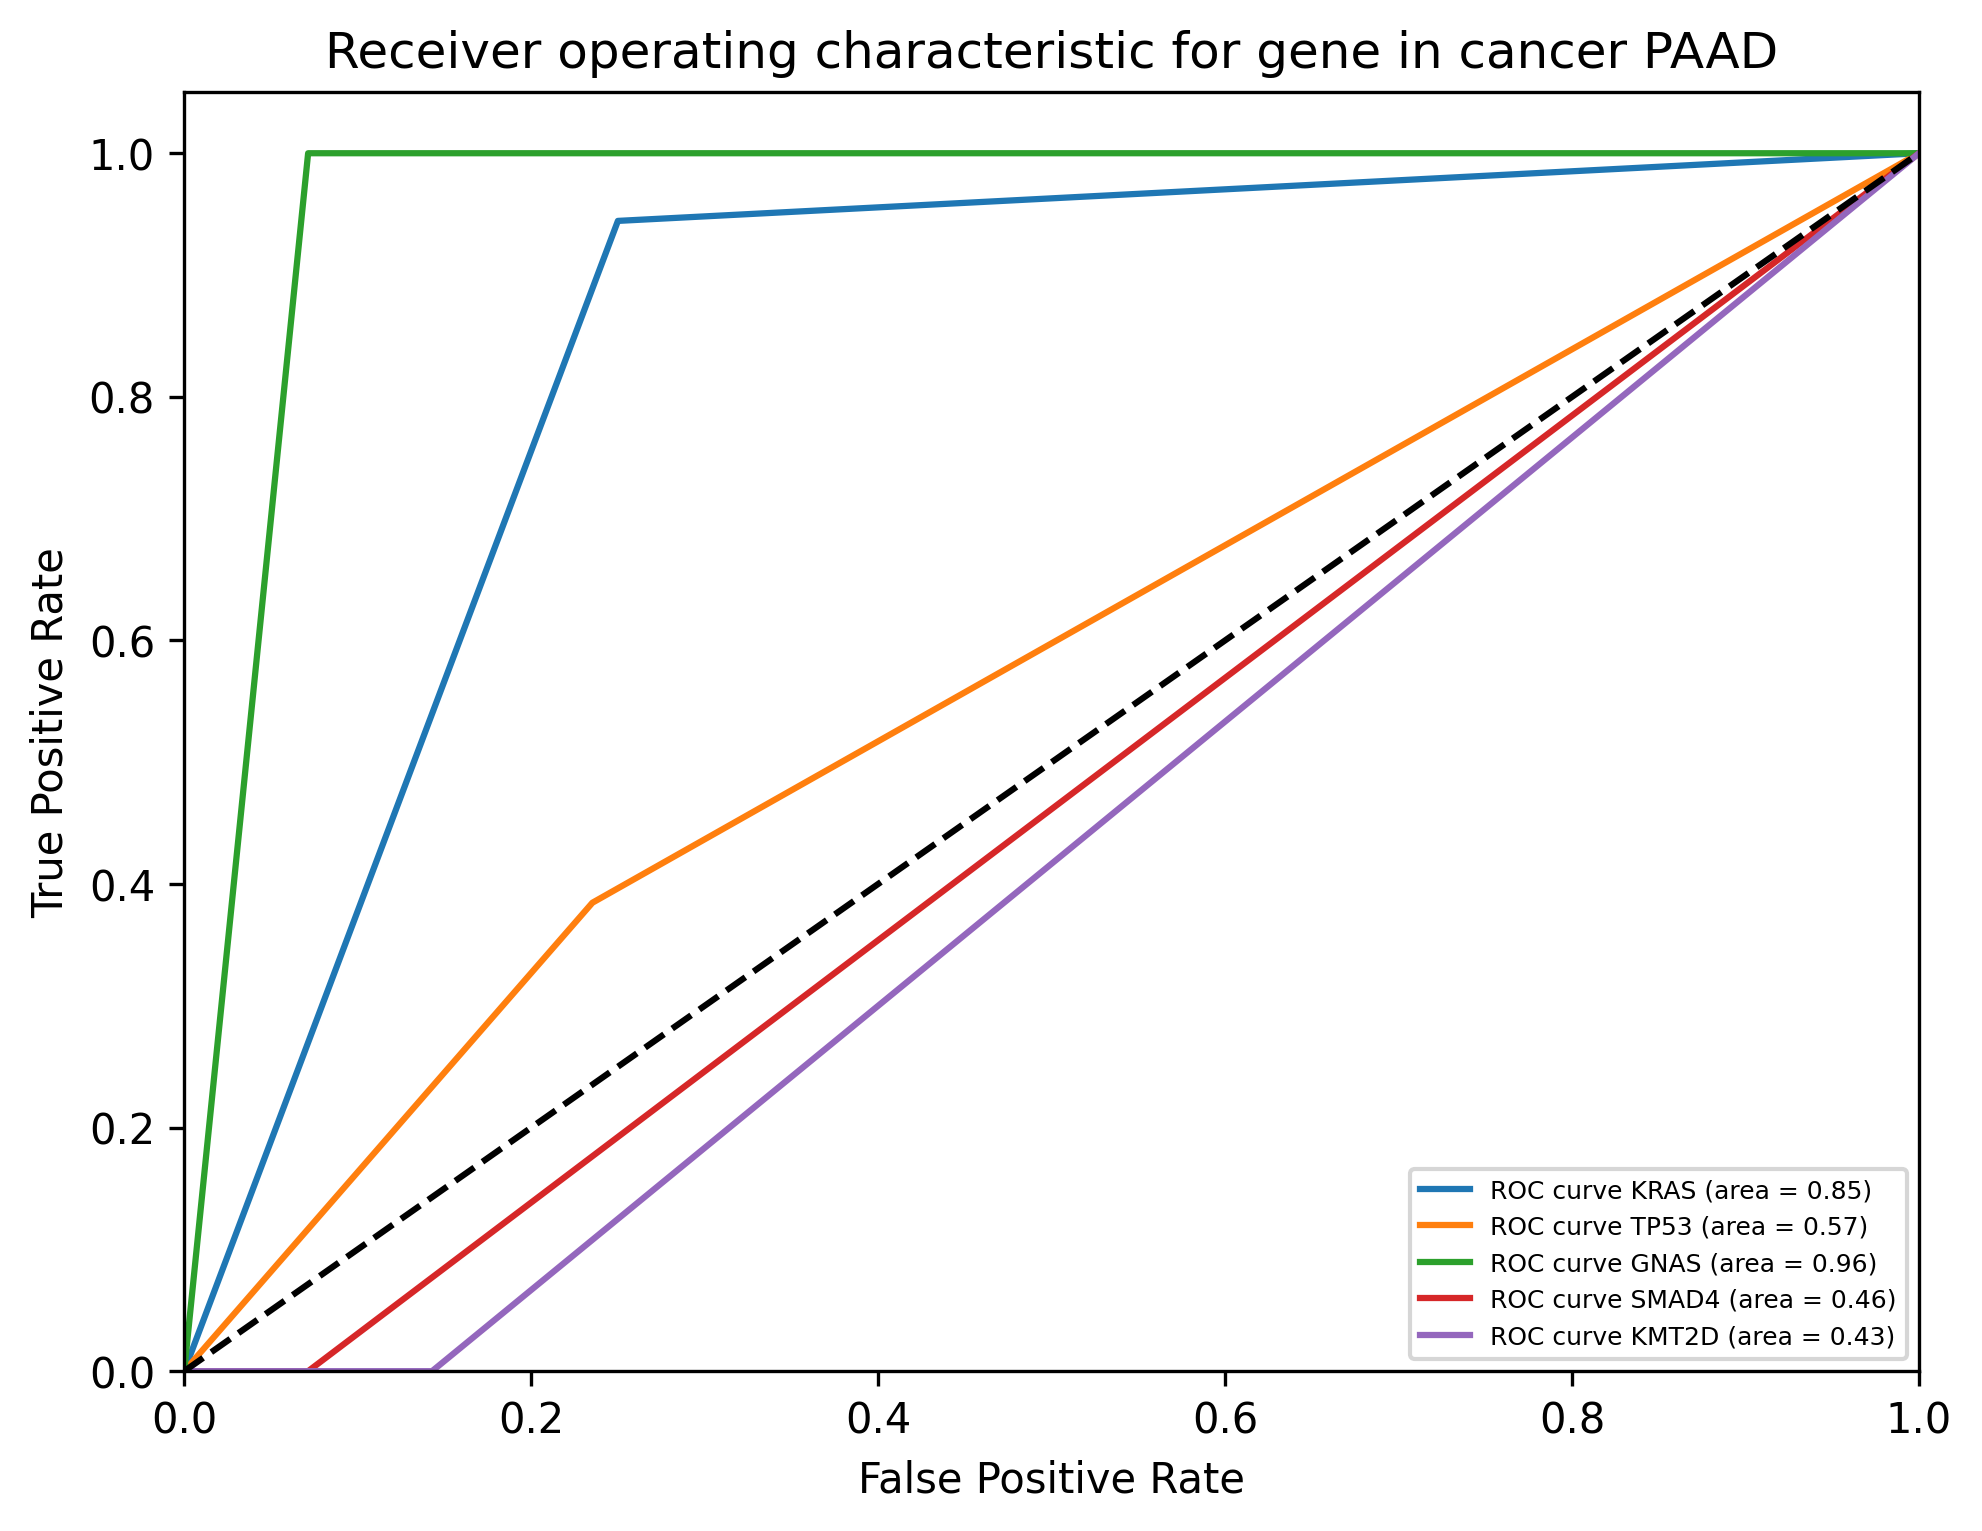 Receiver operating characteristic for gene in cancer PAAD
True Positive Rate
1.0
0.8
0.6
0.4
0.2
0.0
0.0 0.2 0.4 0.6 0.8 1.0
False Positive Rate
ROC curve KRAS (area = 0.85)
ROC curve TP53 (area = 0.57)
ROC curve GNAS (area = 0.96)
ROC curve SMAD4 (area = 0.46)
ROC curve KMT2D (area = 0.43)